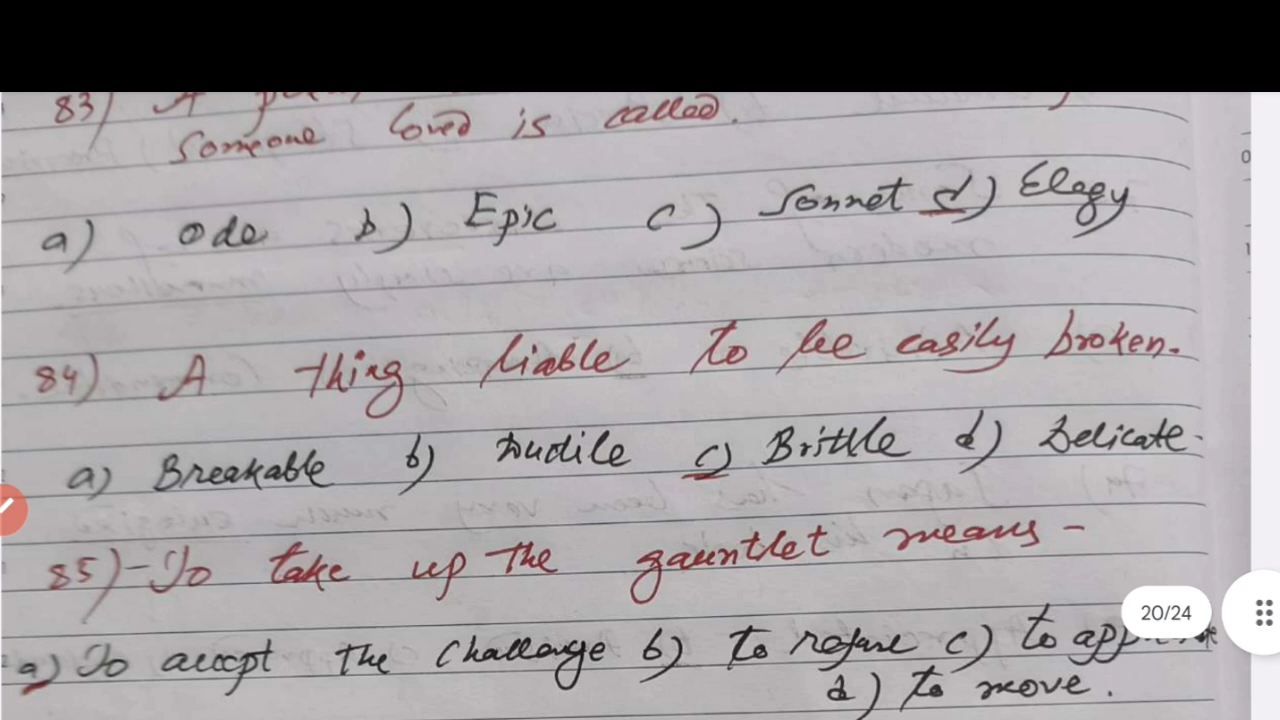 83) A
someone loved is called.
a) Ode b) Epic c) Sonnet d) Elagy
84) A thing liable to be easily broken.
a) Breakable b) Ductile c) Brittle d) Delicate.
85) - To take up the gauntlet means -
a) To accept the challenge b) to refuse c) to
d) to move.
20/24